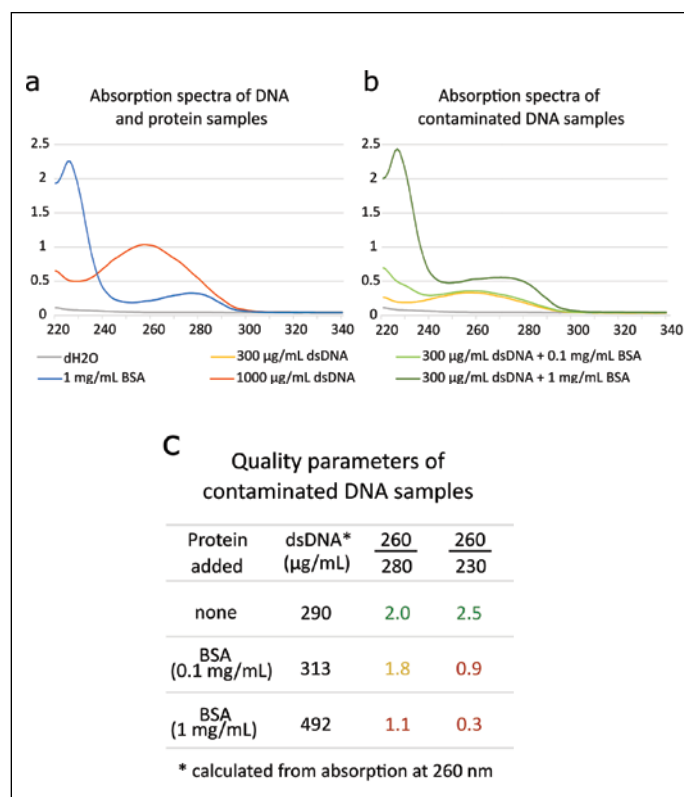 a
Absorption spectra of DNA
and protein samples
2.5
2
1.5
1
0.5
0
220 240 260 280 300 320 340
b
Absorption spectra of
contaminated DNA samples
2.5
2
1.5
1
0.5
0
220 240 260 280 300 320 340
dH2O
300 µg/mL dsDNA
300 µg/mL dsDNA + 0.1 mg/mL BSA
1 mg/mL BSA
1000 µg/mL dsDNA
300 µg/mL dsDNA + 1 mg/mL BSA
c
Quality parameters of
contaminated DNA samples
Protein dsDNA* 260 260
added (µg/mL) 280 230
none 290 2.0 2.5
BSA
(0.1 mg/mL) 313 1.8 0.9
BSA
(1 mg/mL) 492 1.1 0.3
* calculated from absorption at 260 nm